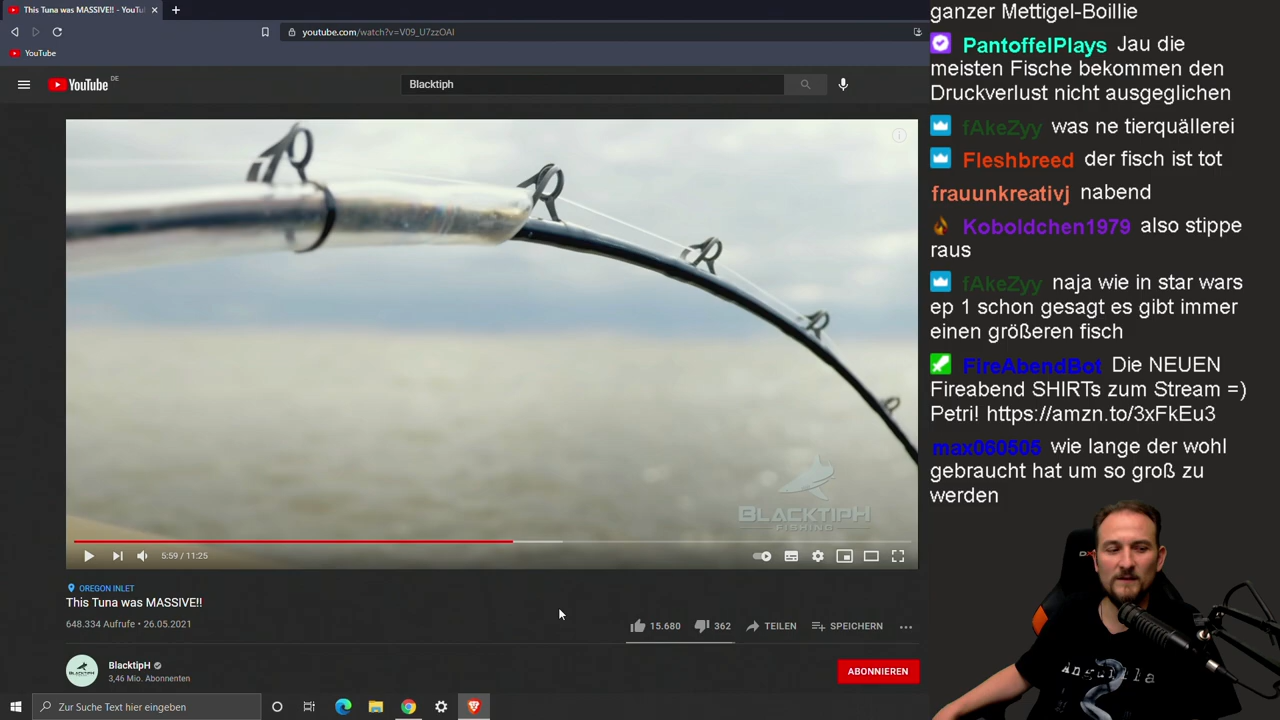 This Tuna was MASSIVE!! - YouTu
youtube.com/watch?v=V09_U7zzOAI
YouTube
YouTube DE
Blacktiph
BLACKTIPH
FISHING
5:59 / 11:25
OREGON INLET
This Tuna was MASSIVE!!
648.334 Aufrufe • 26.05.2021
15.680
362
TEILEN
SPEICHERN
BlacktipH
3,46 Mio. Abonnenten
ABONNIEREN
Zur Suche Text hier eingeben
ganzer Mettigel-Boillie
PantoffelPlays Jau die
meisten Fische bekommen den
Druckverlust nicht ausgeglichen
fAkeZyy was ne tierquällerei
Fleshbreed der fisch ist tot
frauunkreativj nabend
Koboldchen1979 also stippe
raus
fAkeZyy naja wie in star wars
ep 1 schon gesagt es gibt immer
einen größeren fisch
FireAbendBot Die NEUEN
Fireabend SHIRTs zum Stream =)
Petri! https://amzn.to/3xFkEu3
max060505 wie lange der wohl
gebraucht hat um so groß zu
werden